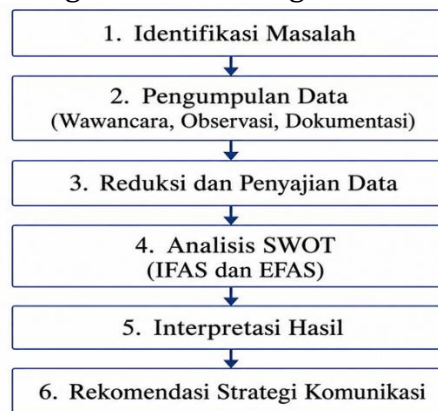 1. Identifikasi Masalah
2. Pengumpulan Data
(Wawancara, Observasi, Dokumentasi)
3. Reduksi dan Penyajian Data
4. Analisis SWOT
(IFAS dan EFAS)
5. Interpretasi Hasil
6. Rekomendasi Strategi Komunikasi